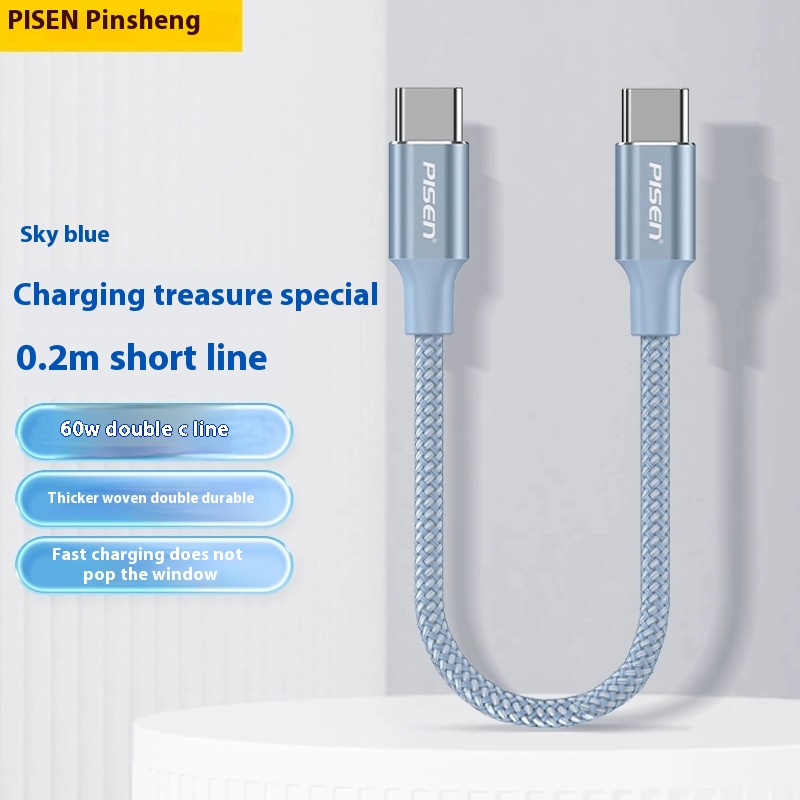 PISEN Pinsheng
Sky blue
Charging treasure special
0.2m short line
60w double c line
Thicker woven double durable
Fast charging does not
pop the window
PISEN®
PISEN®